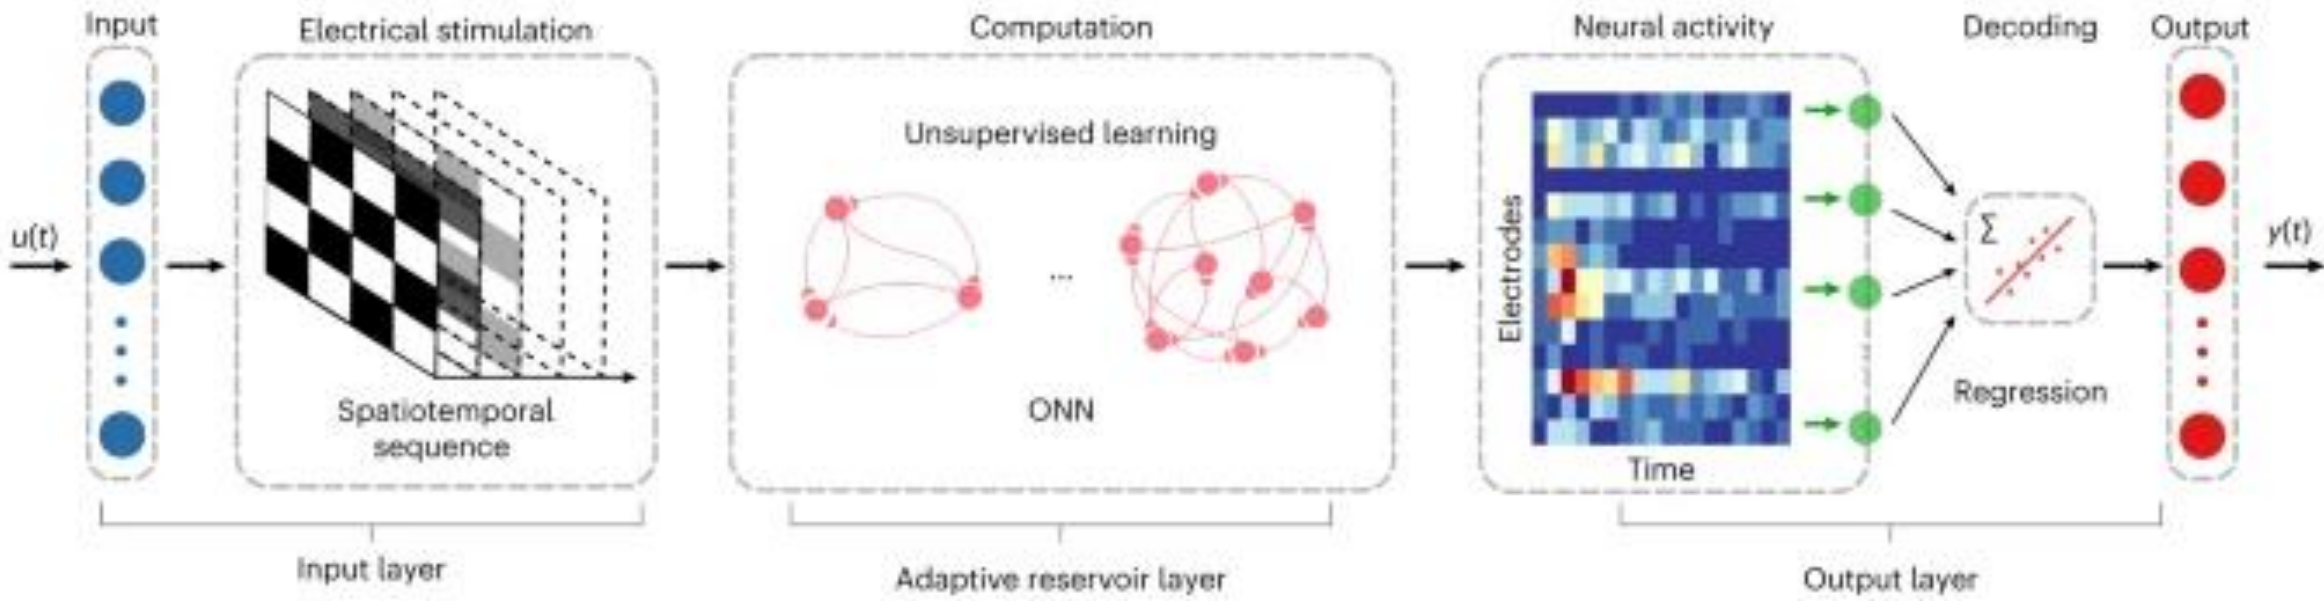 Input
Electrical stimulation
Computation
Neural activity
Decoding
Output
Unsupervised learning
u(t)
Electrodes
Σ
y(t)
...
Spatiotemporal
sequence
ONN
Regression
Time
Input layer
Adaptive reservoir layer
Output layer